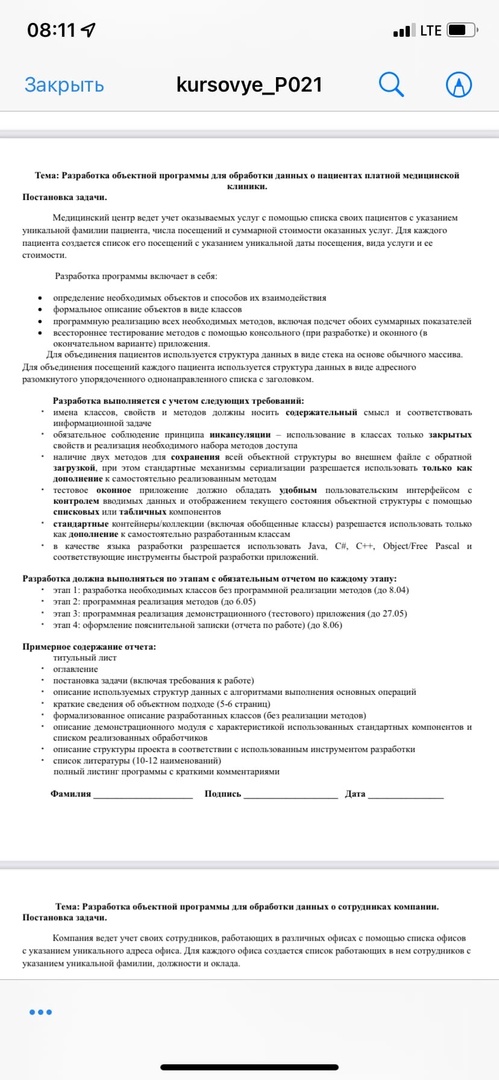 08:11
LTE
Закрыть
kursovye_P021
Тема: Разработка объектной программы для обработки данных о пациентах платной медицинской
клиники.
Постановка задачи.
Медицинский центр ведет учет оказываемых услуг с помощью списка своих пациентов с указанием
уникальной фамилии пациента, числа посещений и суммарной стоимости оказанных услуг. Для каждого
пациента создается список его посещений с указанием уникальной даты посещения, вида услуги и ее
стоимости.
Разработка программы включает в себя:
• определение необходимых объектов и способов их взаимодействия
• формальное описание объектов в виде классов
• программную реализацию всех необходимых методов, включая подсчет обоих суммарных показателей
• всестороннее тестирование методов с помощью консольного (при разработке) и оконного (в
окончательном варианте) приложения.
Для объединения пациентов используется структура данных в виде стека на основе обычного массива.
Для объединения посещений каждого пациента используется структура данных в виде адресного
разомкнутого упорядоченного однонаправленного списка с заголовком.
Разработка выполняется с учетом следующих требований:
• имена классов, свойств и методов должны носить содержательный смысл и соответствовать
информационной задаче
• обязательное соблюдение принципа инкапсуляции – использование в классах только закрытых
свойств и реализация необходимого набора методов доступа
• наличие двух методов для сохранения всей объектной структуры во внешнем файле с обратной
загрузкой, при этом стандартные механизмы сериализации разрешается использовать только как
дополнение к самостоятельно реализованным методам
• тестовое оконное приложение должно обладать удобным пользовательским интерфейсом с
контролем вводимых данных и отображением текущего состояния объектной структуры с помощью
списковых или табличных компонентов
• стандартные контейнеры/коллекции (включая обобщенные классы) разрешается использовать только
как дополнение к самостоятельно разработанным классам
• в качестве языка разработки разрешается использовать Java, C#, C++, Object/Free Pascal и
соответствующие инструменты быстрой разработки приложений.
Разработка должна выполняться по этапам с обязательным отчетом по каждому этапу:
• этап 1: разработка необходимых классов без программной реализации методов (до 8.04)
• этап 2: программная реализация методов (до 6.05)
• этап 3: программная реализация демонстрационного (тестового) приложения (до 27.05)
• этап 4: оформление пояснительной записки (отчета по работе) (до 8.06)
Примерное содержание отчета:
титульный лист
• оглавление
• постановка задачи (включая требования к работе)
• описание используемых структур данных с алгоритмами выполнения основных операций
• краткие сведения об объектном подходе (5-6 страниц)
• формализованное описание разработанных классов (без реализации методов)
• описание демонстрационного модуля с характеристикой использованных стандартных компонентов и
списком реализованных обработчиков
• описание структуры проекта в соответствии с использованным инструментом разработки
• список литературы (10-12 наименований)
полный листинг программы с краткими комментариями
Фамилия ____________________ Подпись ____________________ Дата ________________
Тема: Разработка объектной программы для обработки данных о сотрудниках компании.
Постановка задачи.
Компания ведет учет своих сотрудников, работающих в различных офисах с помощью списка офисов
с указанием уникального адреса офиса. Для каждого офиса создается список работающих в нем сотрудников с
указанием уникальной фамилии, должности и оклада.